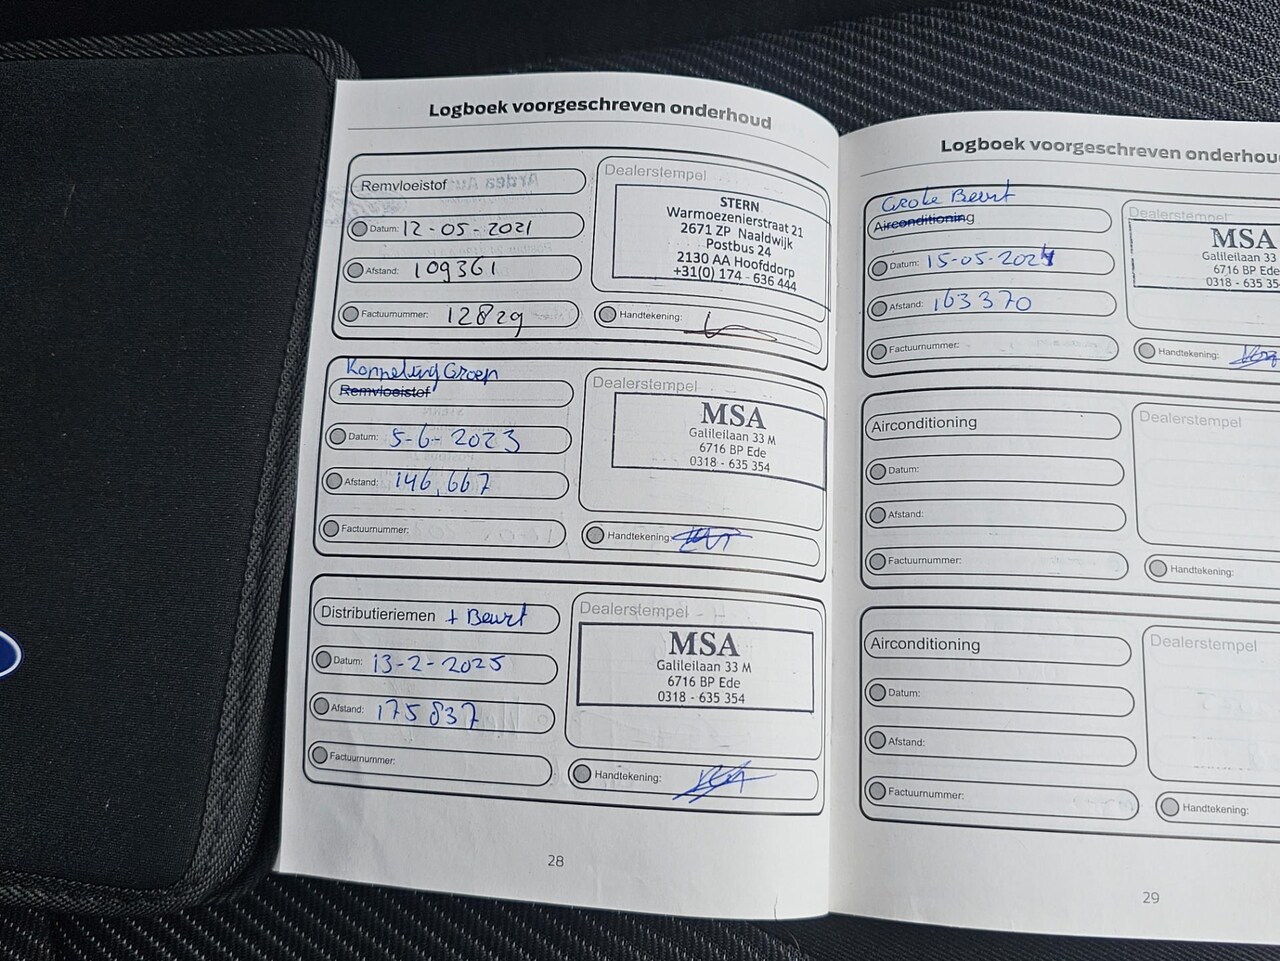 Logboek voorgeschreven onderhoud
Remvloeistof
Datum: 12-05-2021
Afstand: 109361
Factuurnummer: 12829
Dealerstempel
STERN
Warmoezenierstraat 21
2671 ZP Naaldwijk
Postbus 24
2130 AA Hoofddorp
+31(0) 174 - 636 444
Handtekening:
Koppeling Groep
Remvloeistof
Datum: 5-6-2023
Afstand: 146,667
Factuurnummer:
Dealerstempel
MSA
Galileilaan 33 M
6716 BP Ede
0318 - 635 354
Handtekening:
Distributieriemen + Beurt
Datum: 13-2-2025
Afstand: 175837
Factuurnummer:
Dealerstempel
MSA
Galileilaan 33 M
6716 BP Ede
0318 - 635 354
Handtekening:
28
Logboek voorgeschreven onderhou
Grote Beurt
Airconditioning
Datum: 15-05-2024
Afstand: 163370
Factuurnummer:
Dealerstempel
MSA
Galileilaan 33
6716 BP Ede
0318 - 635 35
Handtekening:
Airconditioning
Datum:
Afstand:
Factuurnummer:
Dealerstempel
Handtekening:
Airconditioning
Datum:
Afstand:
Factuurnummer:
Dealerstempel
Handtekening:
29